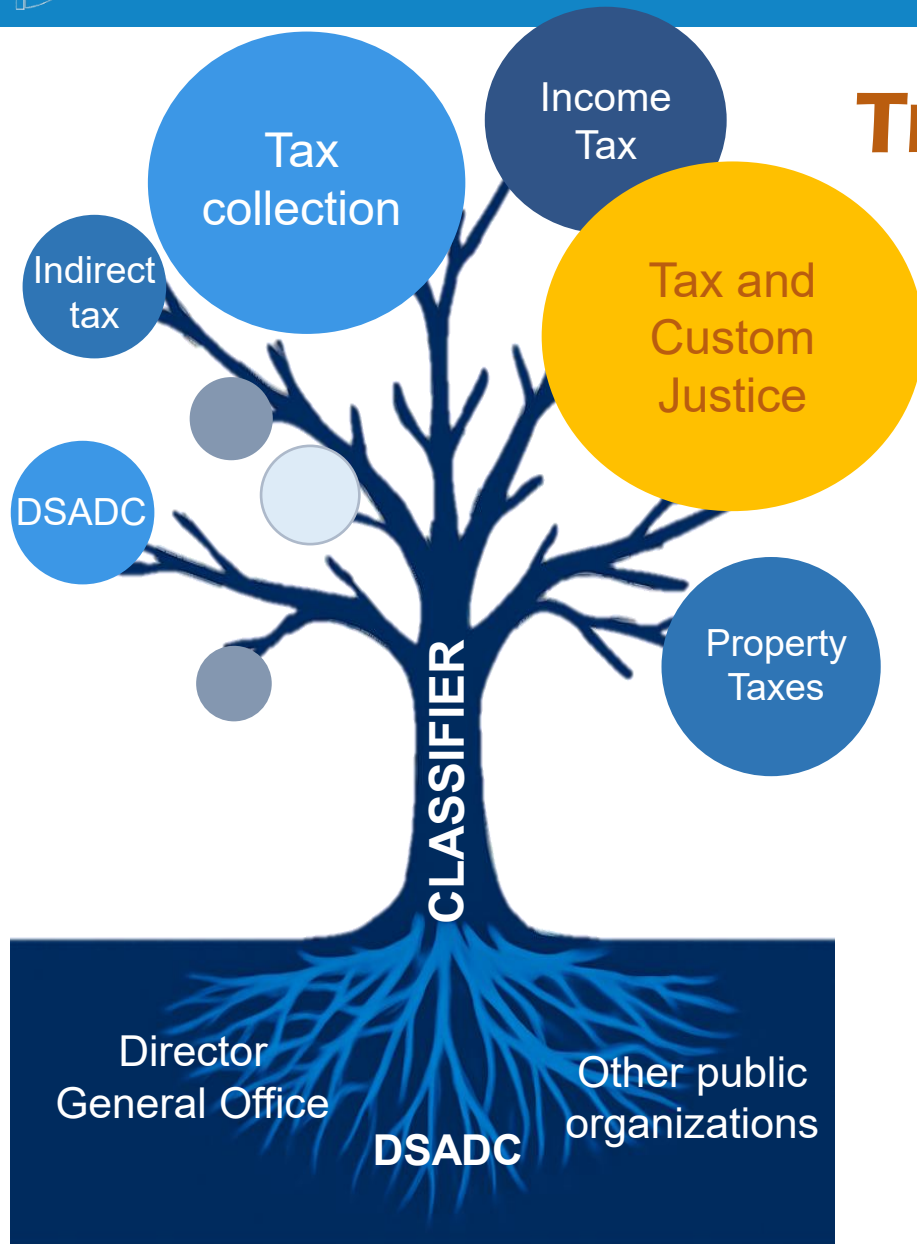 Income
Tax
Tax
collection
Indirect
tax
Tax and
Custom
Justice
DSADC
Property
Taxes
CLASSIFIER
Director
General Office
Other public
organizations
DSADC